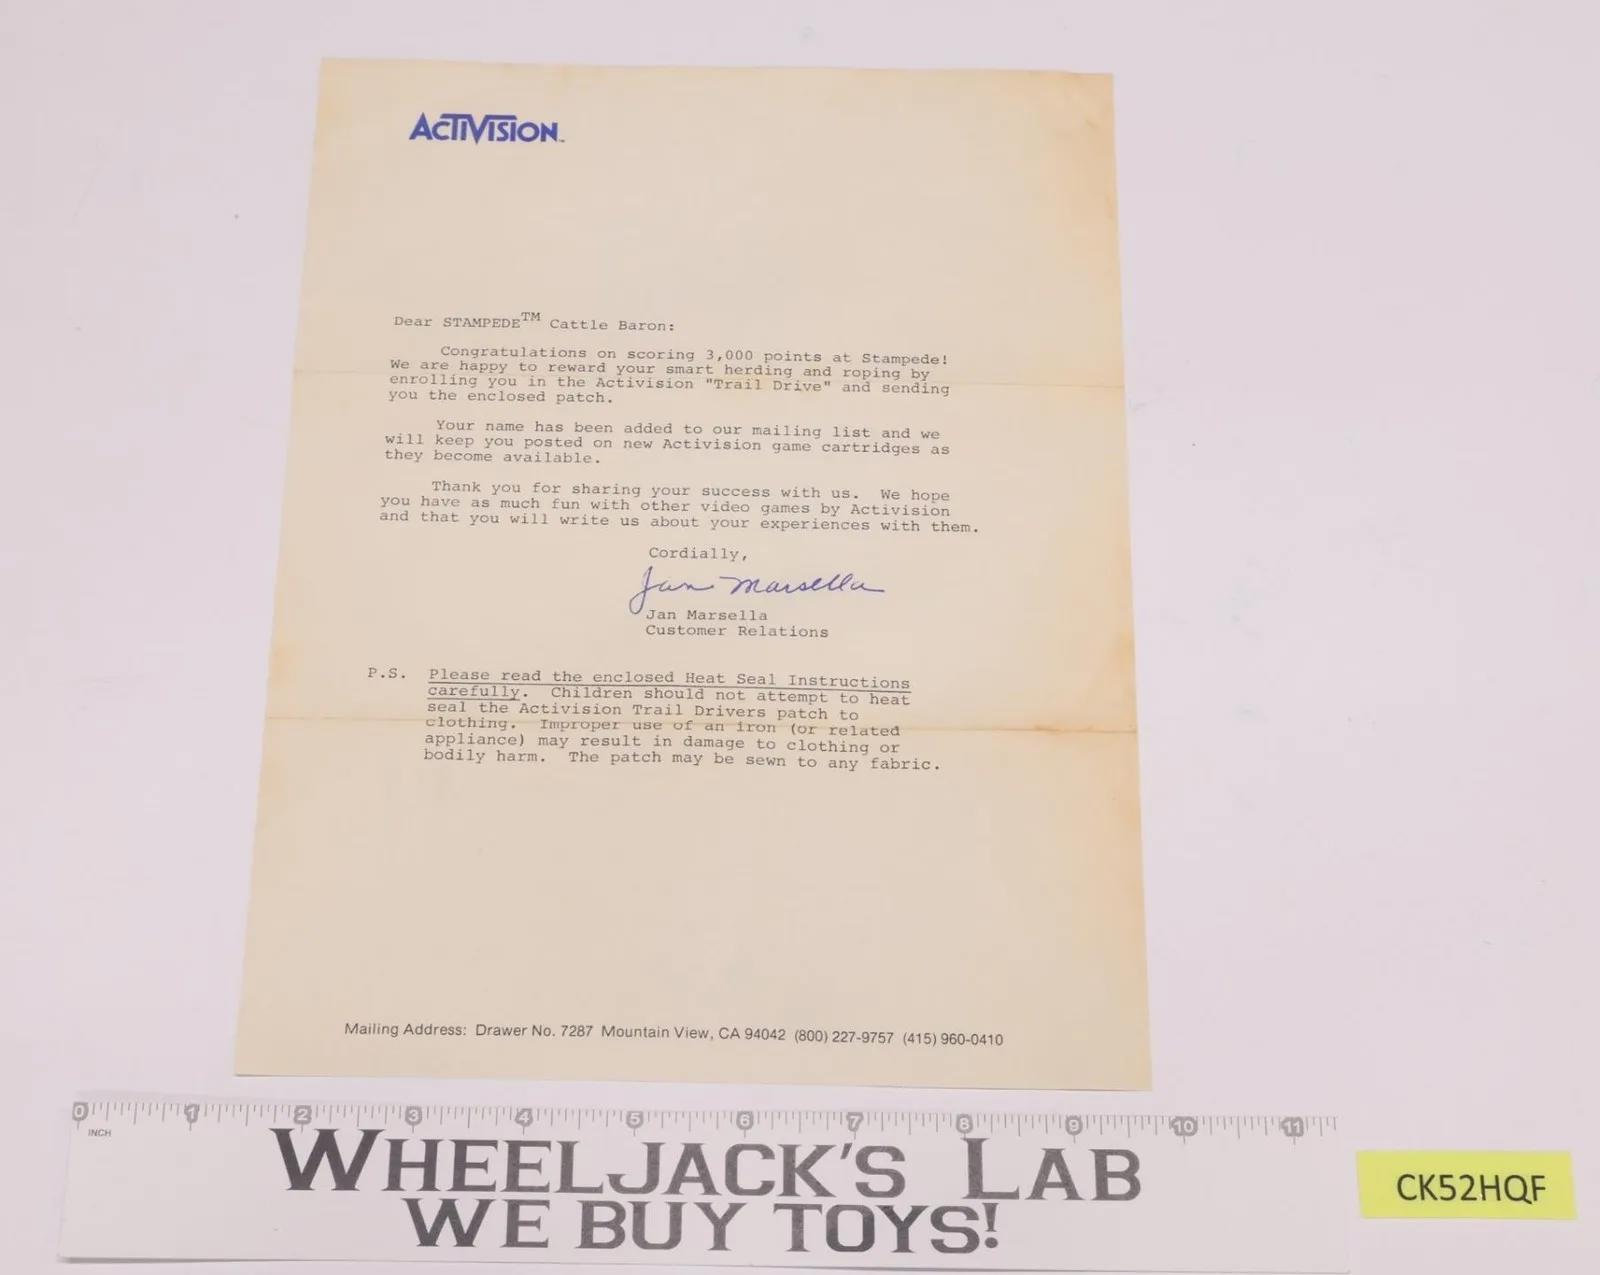 ACTIVISION™
Dear STAMPEDE™ Cattle Baron:
Congratulations on scoring 3,000 points at Stampede!
We are happy to reward your smart herding and roping by
enrolling you in the Activision "Trail Drive" and sending
you the enclosed patch.
Your name has been added to our mailing list and we
will keep you posted on new Activision game cartridges as
they become available.
Thank you for sharing your success with us. We hope
you have as much fun with other video games by Activision
and that you will write us about your experiences with them.
Cordially,
Jan Marsella
Jan Marsella
Customer Relations
P.S. Please read the enclosed Heat Seal Instructions
carefully. Children should not attempt to heat
seal the Activision Trail Drivers patch to
clothing. Improper use of an iron (or related
appliance) may result in damage to clothing or
bodily harm. The patch may be sewn to any fabric.
Mailing Address: Drawer No. 7287 Mountain View, CA 94042 (800) 227-9757 (415) 960-0410
0 1 2 3 4 5 6 7 8 9 10 11
INCH
WHEELJACK'S LAB
WE BUY TOYS!
CK52HQF